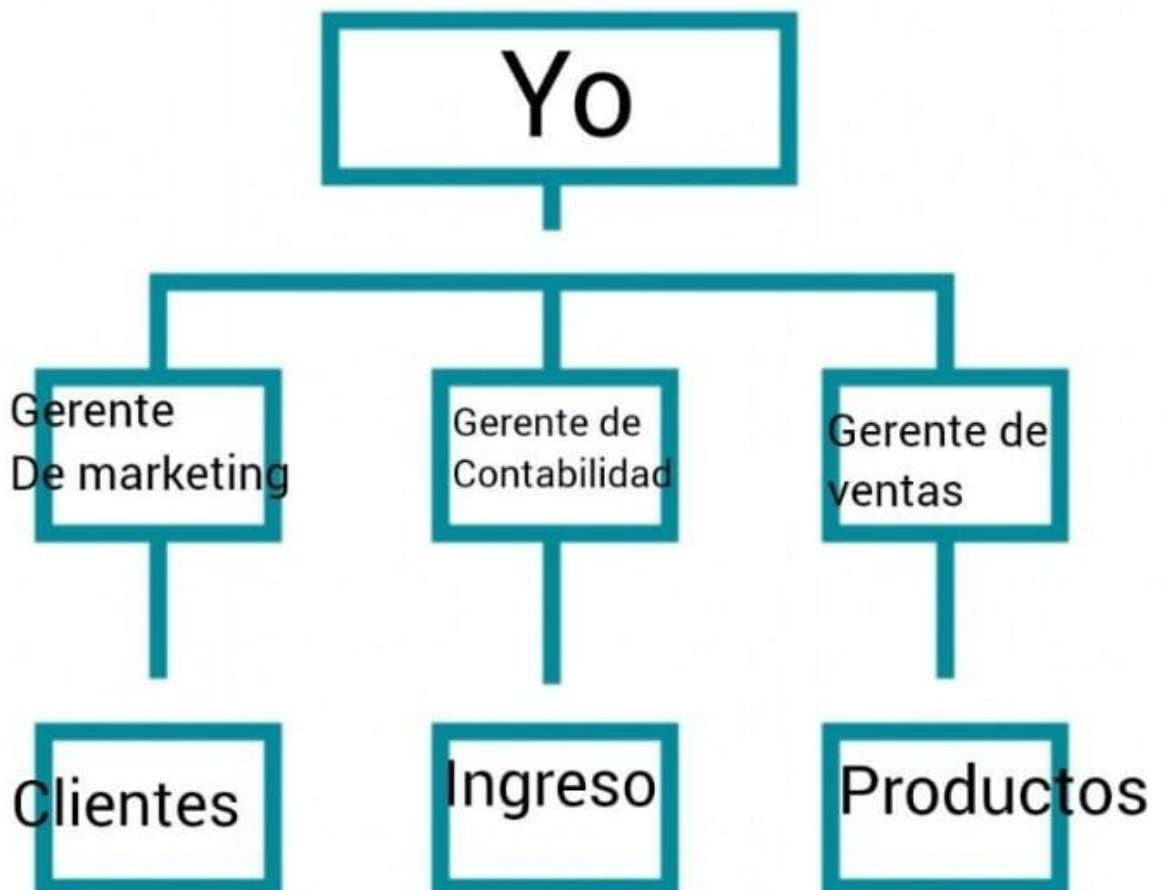 Yo
Gerente
De marketing
Gerente de
Contabilidad
Gerente de
ventas
Clientes
Ingreso
Productos